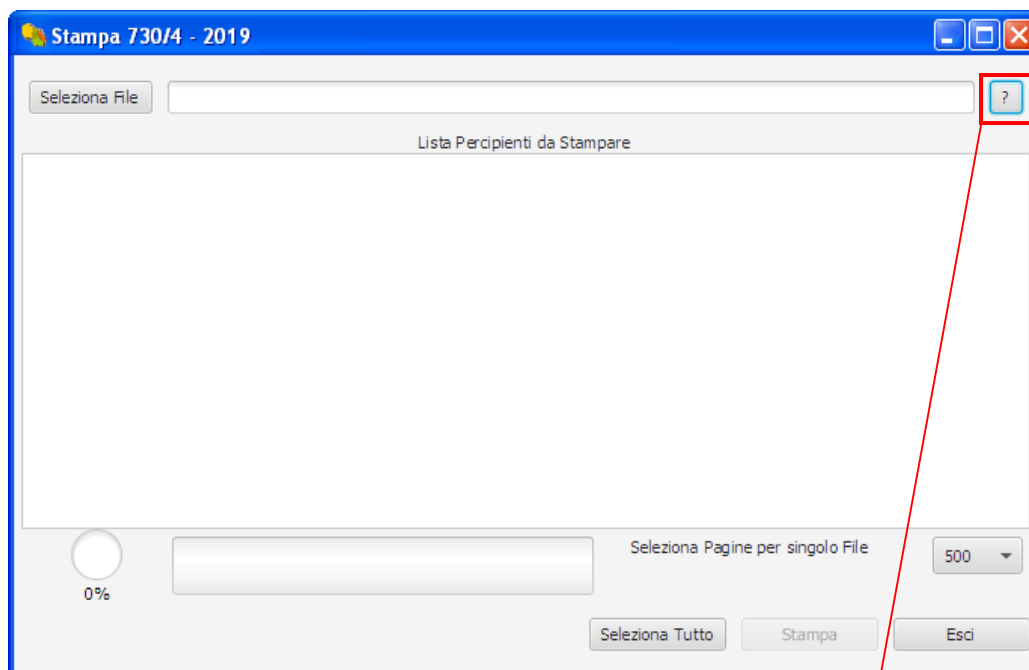 Stampa 730/4 - 2019
Seleziona File
?
Lista Percipienti da Stampare
Seleziona Pagine per singolo File
500
0%
Seleziona Tutto
Stampa
Esci